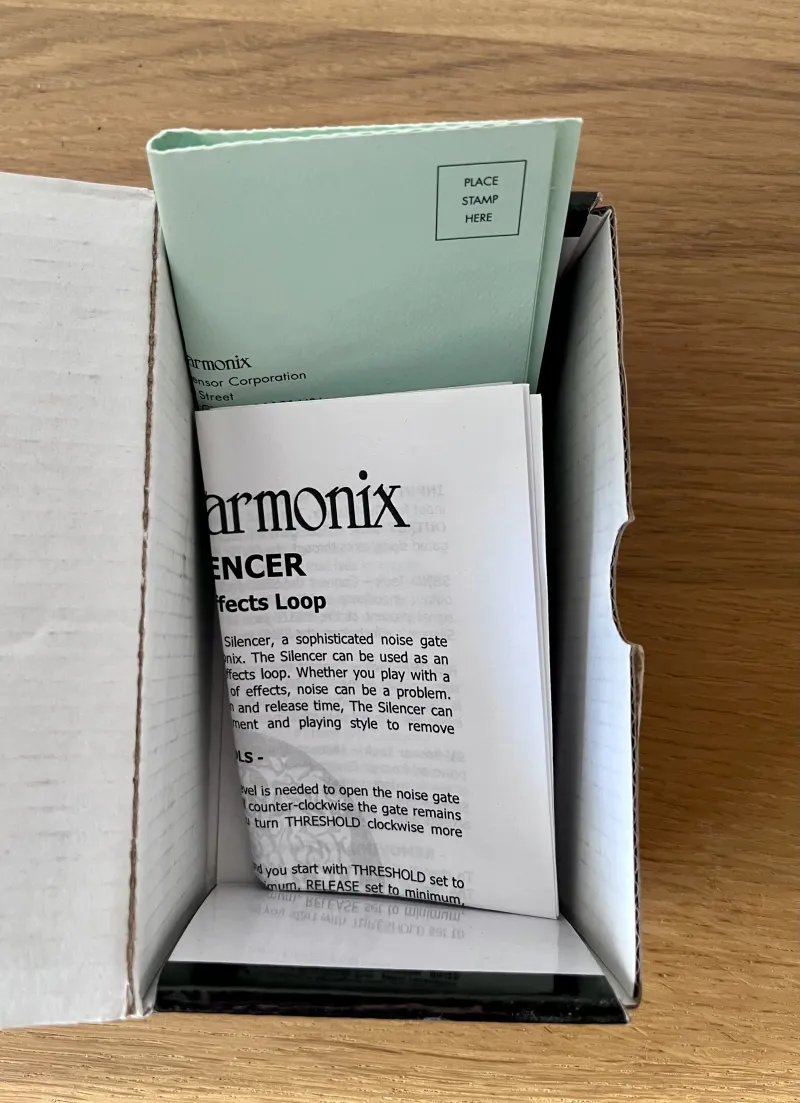 PLACE
STAMP
HERE
armonix
ensor Corporation
Street
armonix
ENCER
ffects Loop
Silencer, a sophisticated noise gate
onix. The Silencer can be used as an
ffects loop. Whether you play with a
of effects, noise can be a problem.
n and release time, The Silencer can
ment and playing style to remove
LS -
evel is needed to open the noise gate
counter-clockwise the gate remains
u turn THRESHOLD clockwise more
d you start with THRESHOLD set to
mum, RELEASE set to minimum,